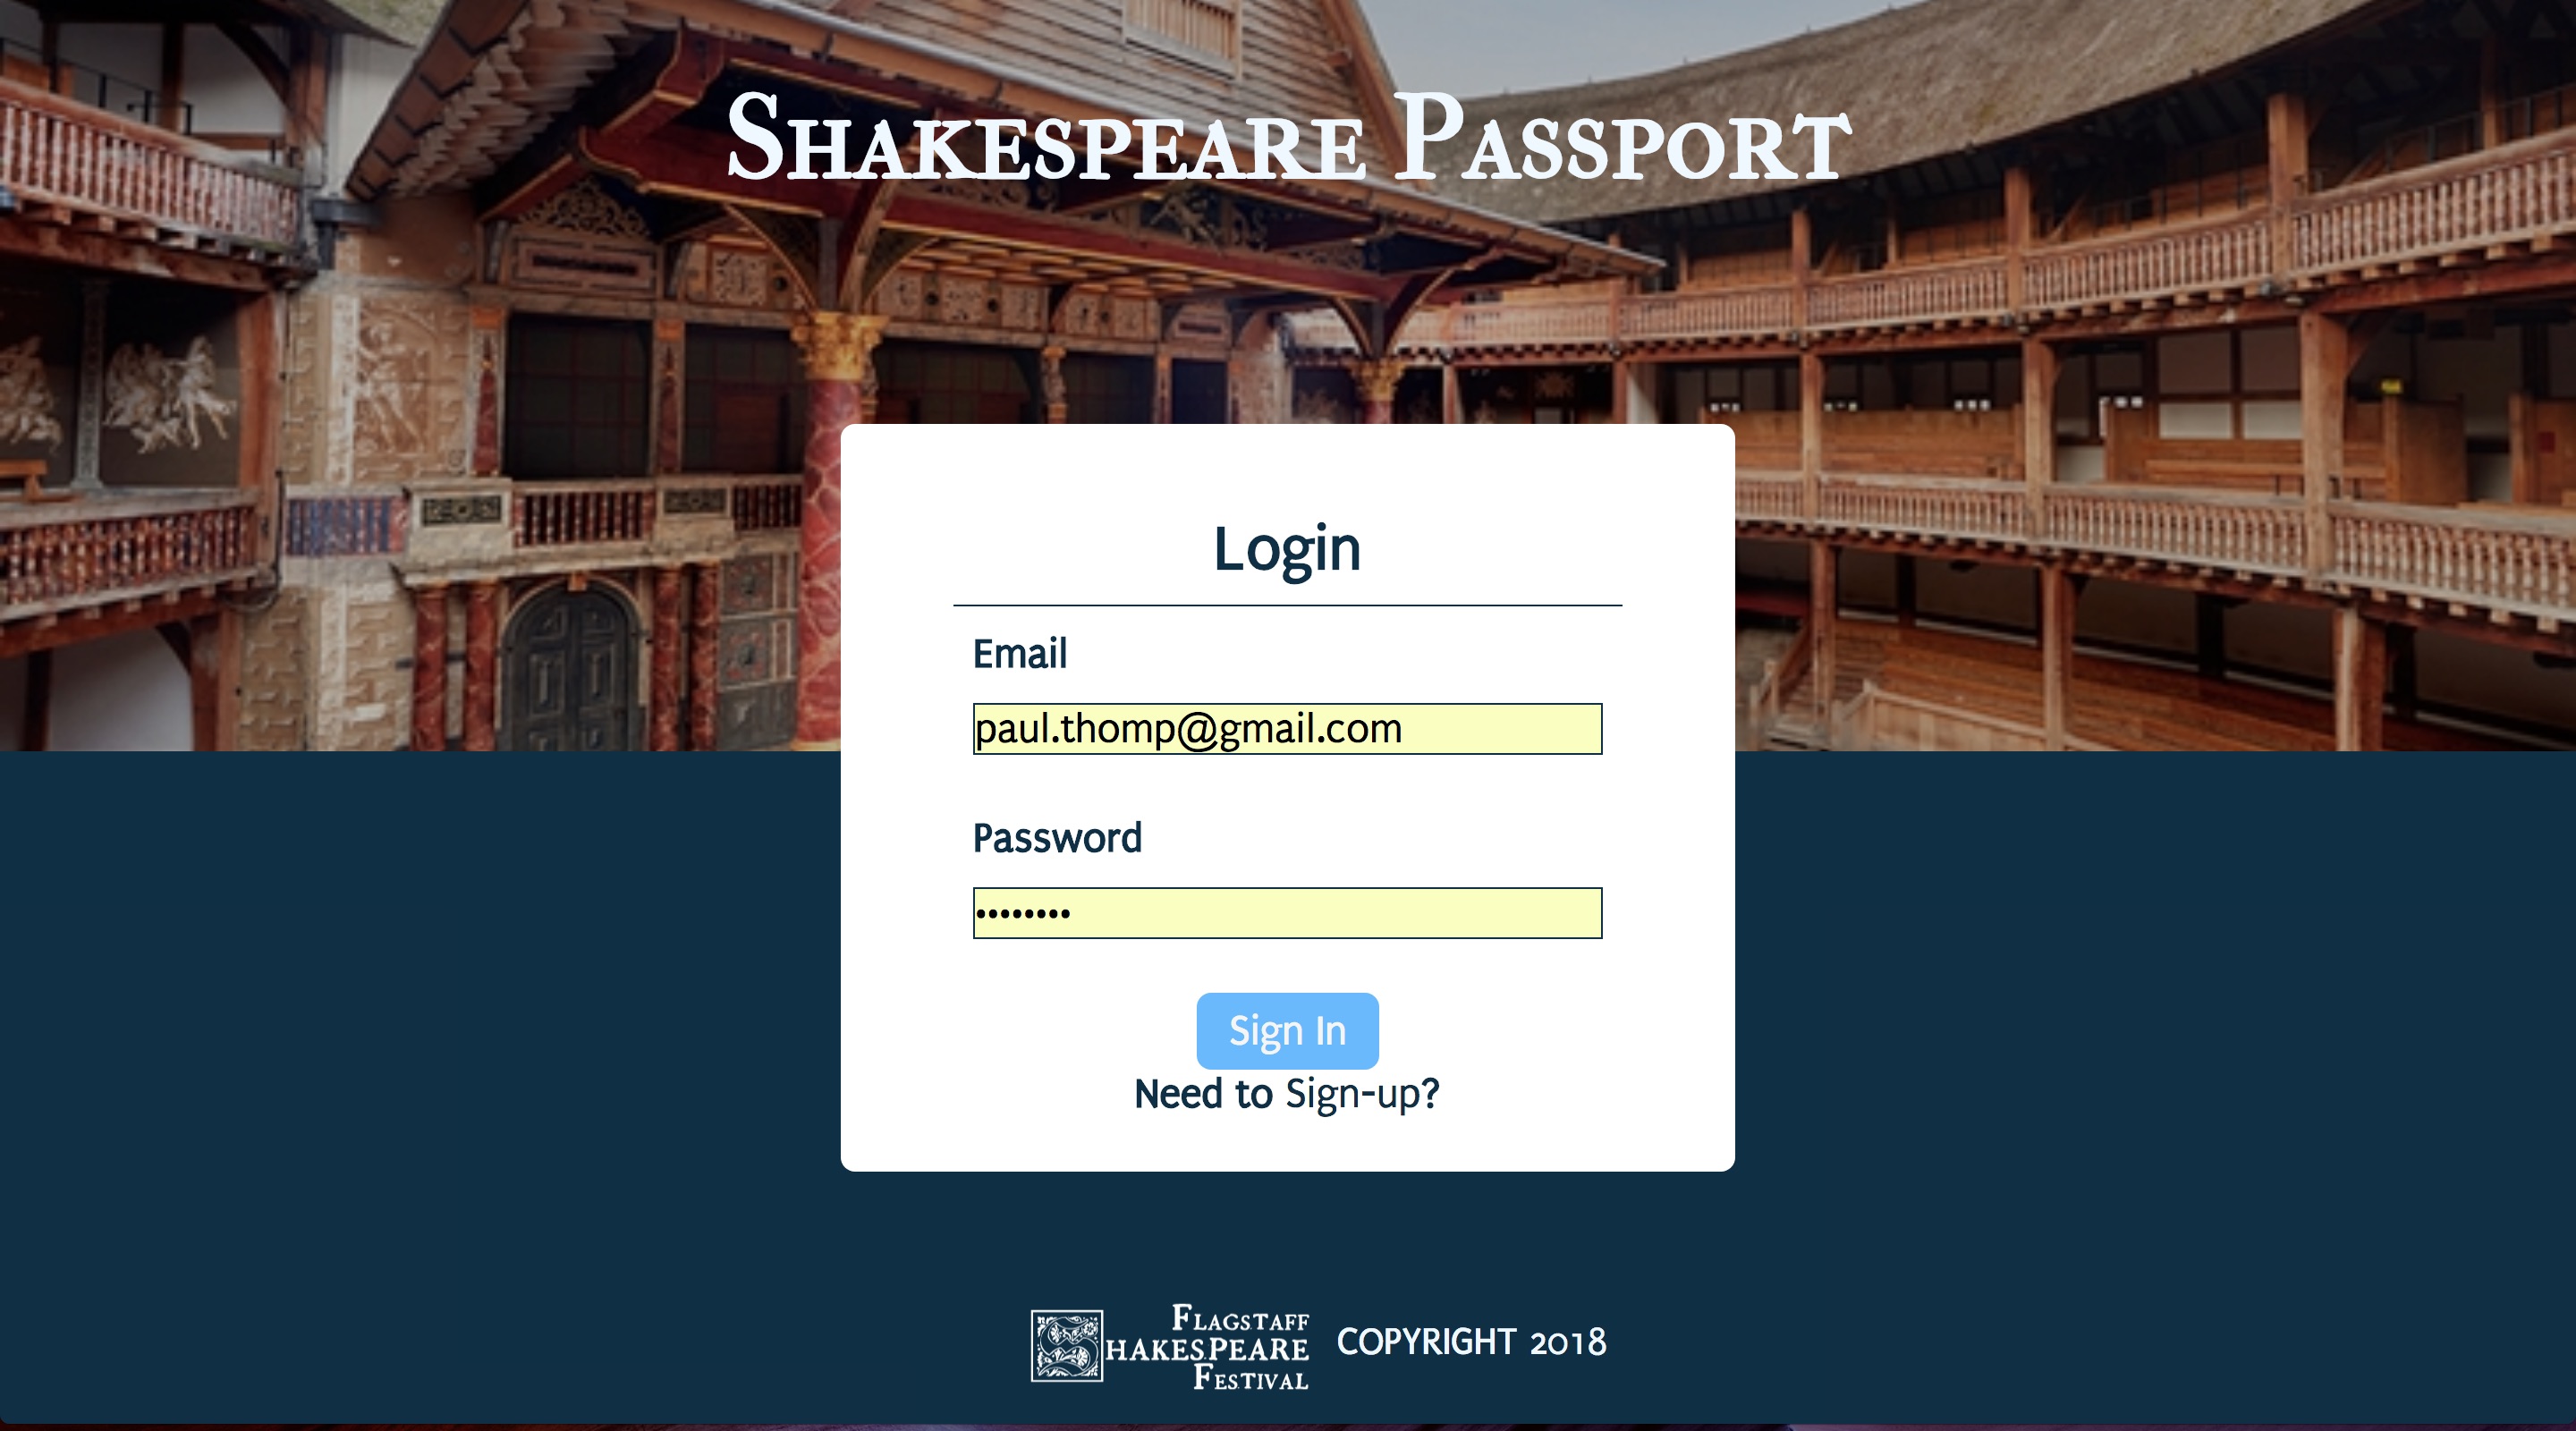 Shakespeare Passport
Login
Email
paul.thomp@gmail.com
Password
••••••••
Sign In
Need to Sign-up?
Flagstaff
Shakespeare
Festival
COPYRIGHT 2018